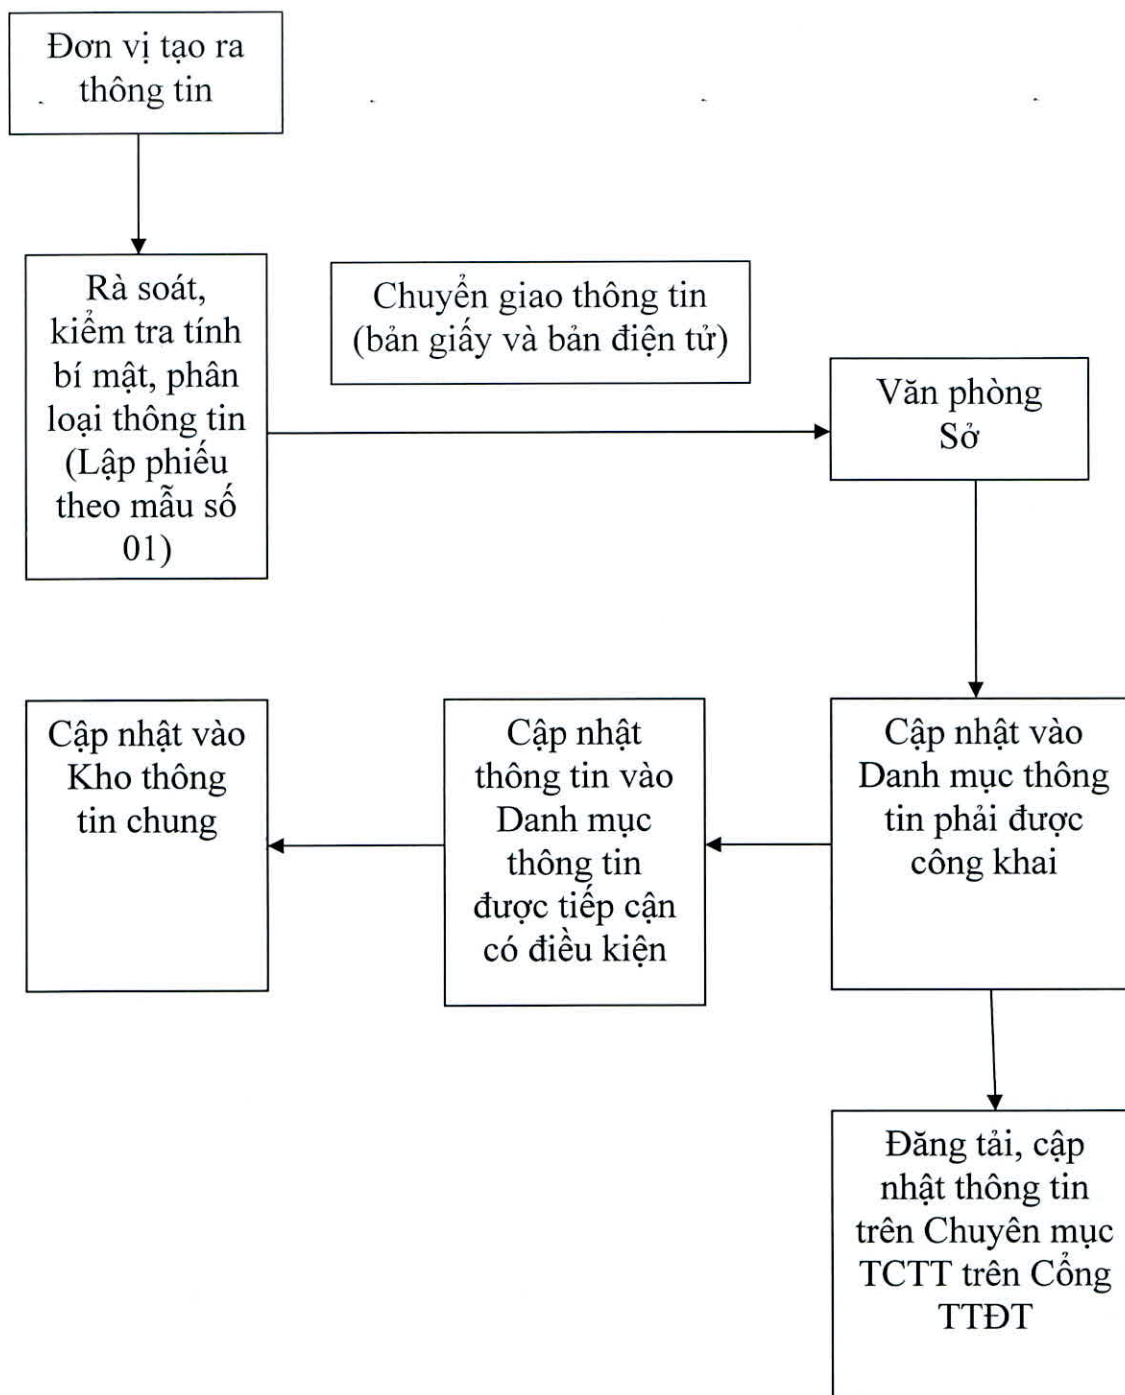 Đơn vị tạo ra
thông tin
Rà soát,
kiểm tra tính
bí mật, phân
loại thông tin
(Lập phiếu
theo mẫu số
01)
Chuyển giao thông tin
(bản giấy và bản điện tử)
Văn phòng
Sở
Cập nhật vào
Kho thông
tin chung
Cập nhật
thông tin vào
Danh mục
thông tin
được tiếp cận
có điều kiện
Cập nhật vào
Danh mục thông
tin phải được
công khai
Đăng tải, cập
nhật thông tin
trên Chuyên mục
TCTT trên Cổng
TTĐT